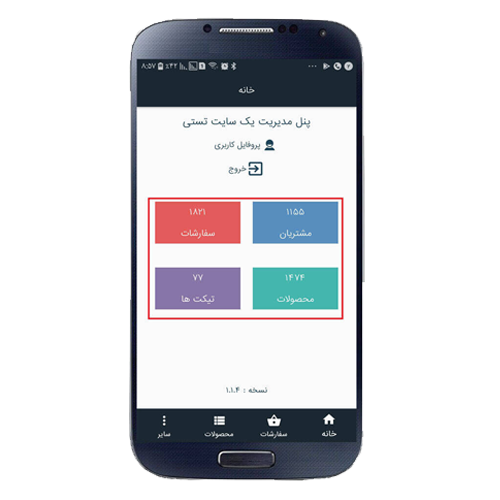 ۸:۵۷ ٪۴۲
خانه
پنل مدیریت یک سایت تستی
پروفایل کاربری
خروج
۱۱۵۵
مشتریان
۱۸۲۱
سفارشات
۱۴۷۴
محصولات
۷۷
تیکت ها
نسخه : ۱.۱.۴
خانه
سفارشات
محصولات
سایر